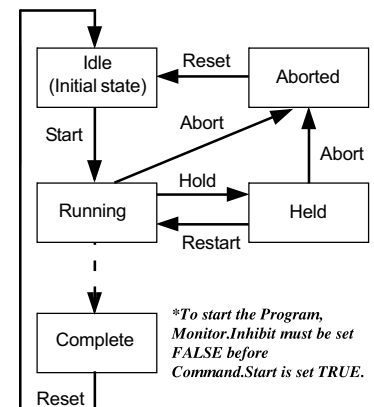 Idle
(Initial state)
Reset
Aborted
Start
Abort
Abort
Hold
Running
Held
Restart
Complete
*To start the Program,
Monitor.Inhibit must be set
FALSE before
Command.Start is set TRUE.
Reset